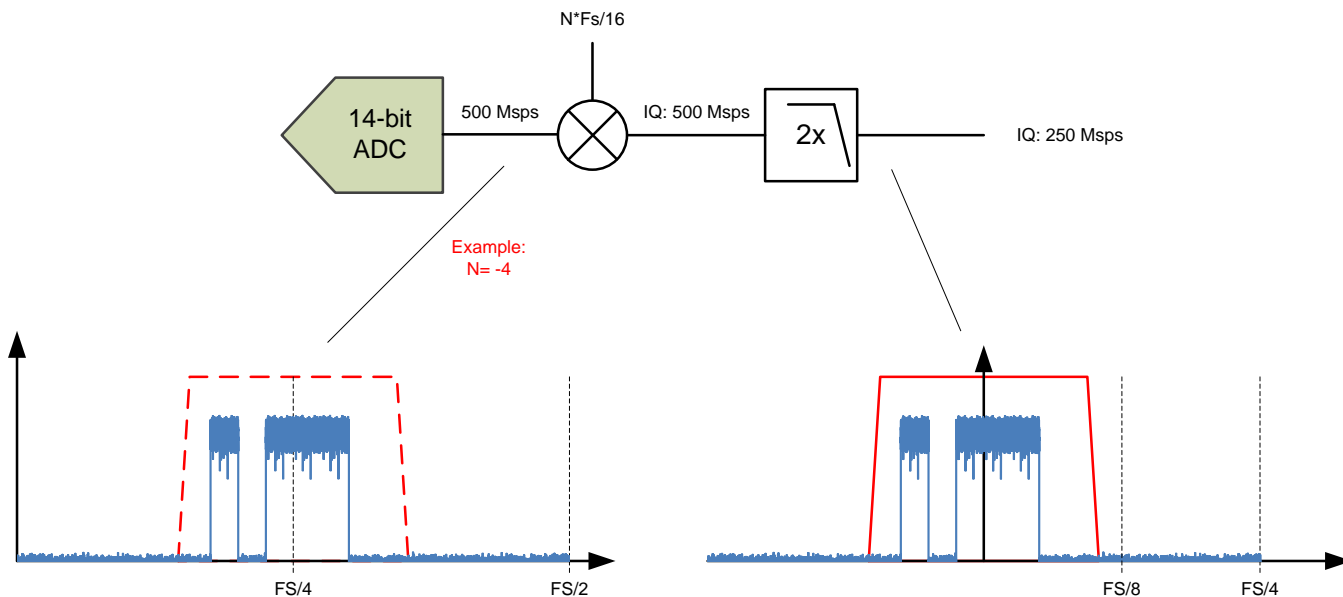 N*Fs/16
14-bit
ADC
500 Msps
IQ: 500 Msps
2x
IQ: 250 Msps
Example:
N= -4
FS/4
FS/2
FS/8
FS/4